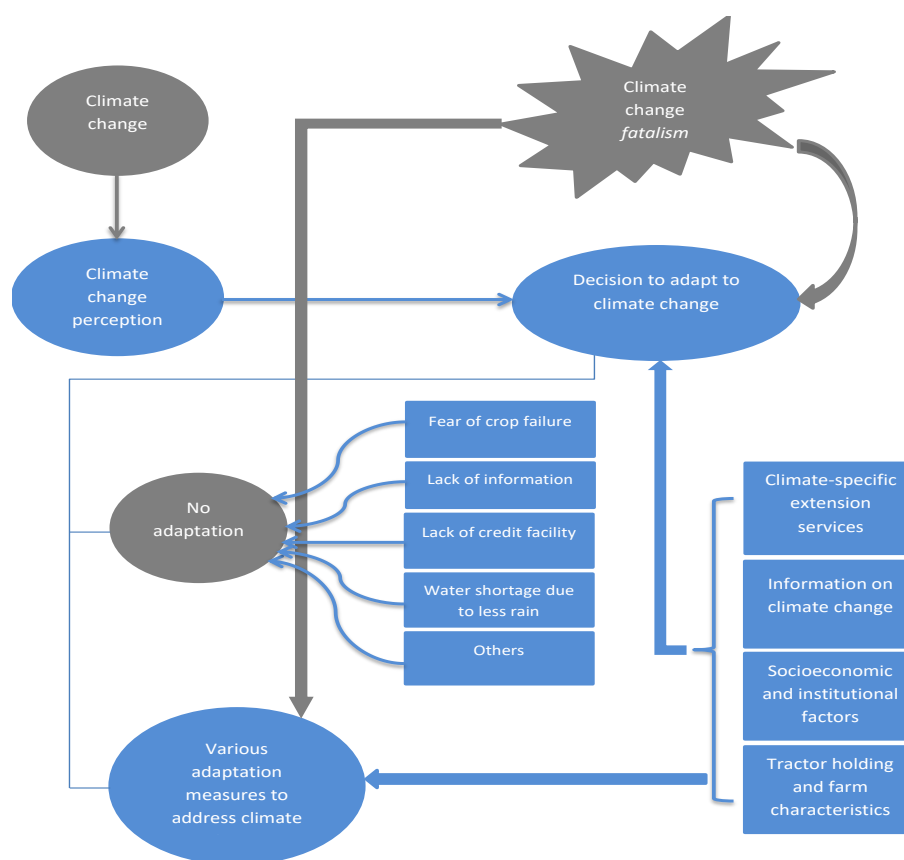 Climate
change
Climate
change
fatalism
Climate
change
perception
Decision to adapt to
climate change
Fear of crop failure
Lack of information
Lack of credit facility
Water shortage due
to less rain
Others
No
adaptation
Climate-specific
extension
services
Information on
climate change
Socioeconomic
and institutional
factors
Tractor holding
and farm
characteristics
Various
adaptation
measures to
address climate